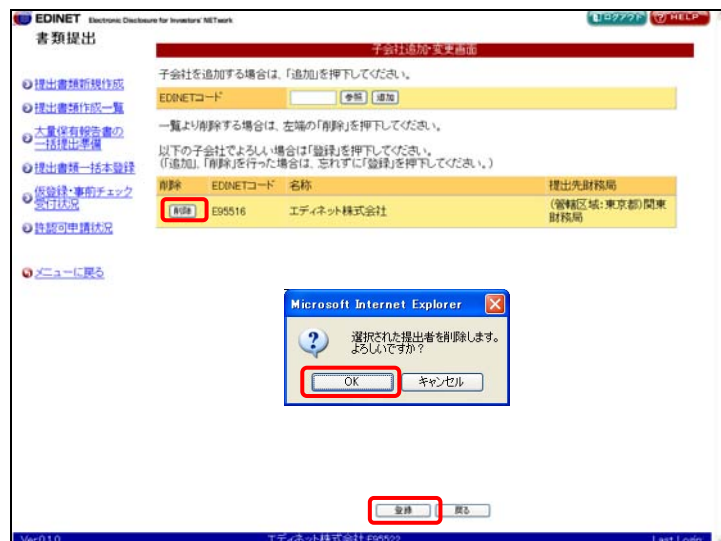 EDINET Electronic Disclosure for Investors' NETwork
ログアウト HELP
書類提出
子会社追加・変更画面
提出書類新規作成
提出書類作成一覧
大量保有報告書の
一括提出準備
提出書類一括本登録
仮登録・事前チェック
受付状況
許認可申請状況
メニューに戻る
子会社を追加する場合は、「追加」を押下してください。
EDINETコード 参照 追加
一覧より削除する場合は、左端の「削除」を押下してください。
以下の子会社でよろしい場合は「登録」を押下してください。
(「追加」、「削除」を行った場合は、忘れずに「登録」を押下してください。)
削除 EDINETコード 名称 提出先財務局
削除 E95516 エディネット株式会社 (管轄区域:東京都)関東
財務局
Microsoft Internet Explorer
選択された提出者を削除します。
よろしいですか?
OK キャンセル
登録 戻る
Ver.0.1.0 エディネット株式会社 E95522 Last Login